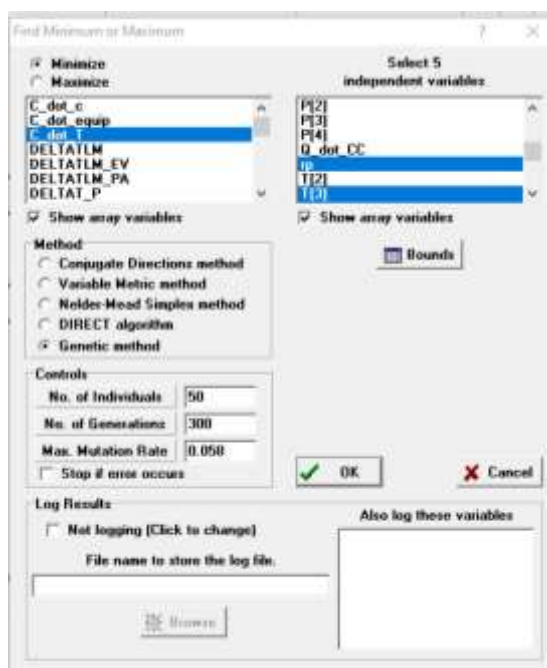 Find Minimum or Maximum
Minimize
Maximize
Select 5
independent variables
C_dot_c
C_dot_equip
C_dot_T
DELTATLM
DELTATLM_EV
DELTATLM_PA
DELTAT_P
P[2]
P[3]
P[4]
Q_dot_CC
rp
T[2]
T[3]
Show array variables
Show array variables
Method
Conjugate Directions method
Variable Metric method
Nelder-Mead Simplex method
DIRECT algorithm
Genetic method
Bounds
Controls
No. of Individuals 50
No. of Generations 300
Max. Mutation Rate 0.050
Stop if error occurs
OK
Cancel
Log Results
Not logging (Click to change)
File name to store the log file.
Browse
Also log these variables